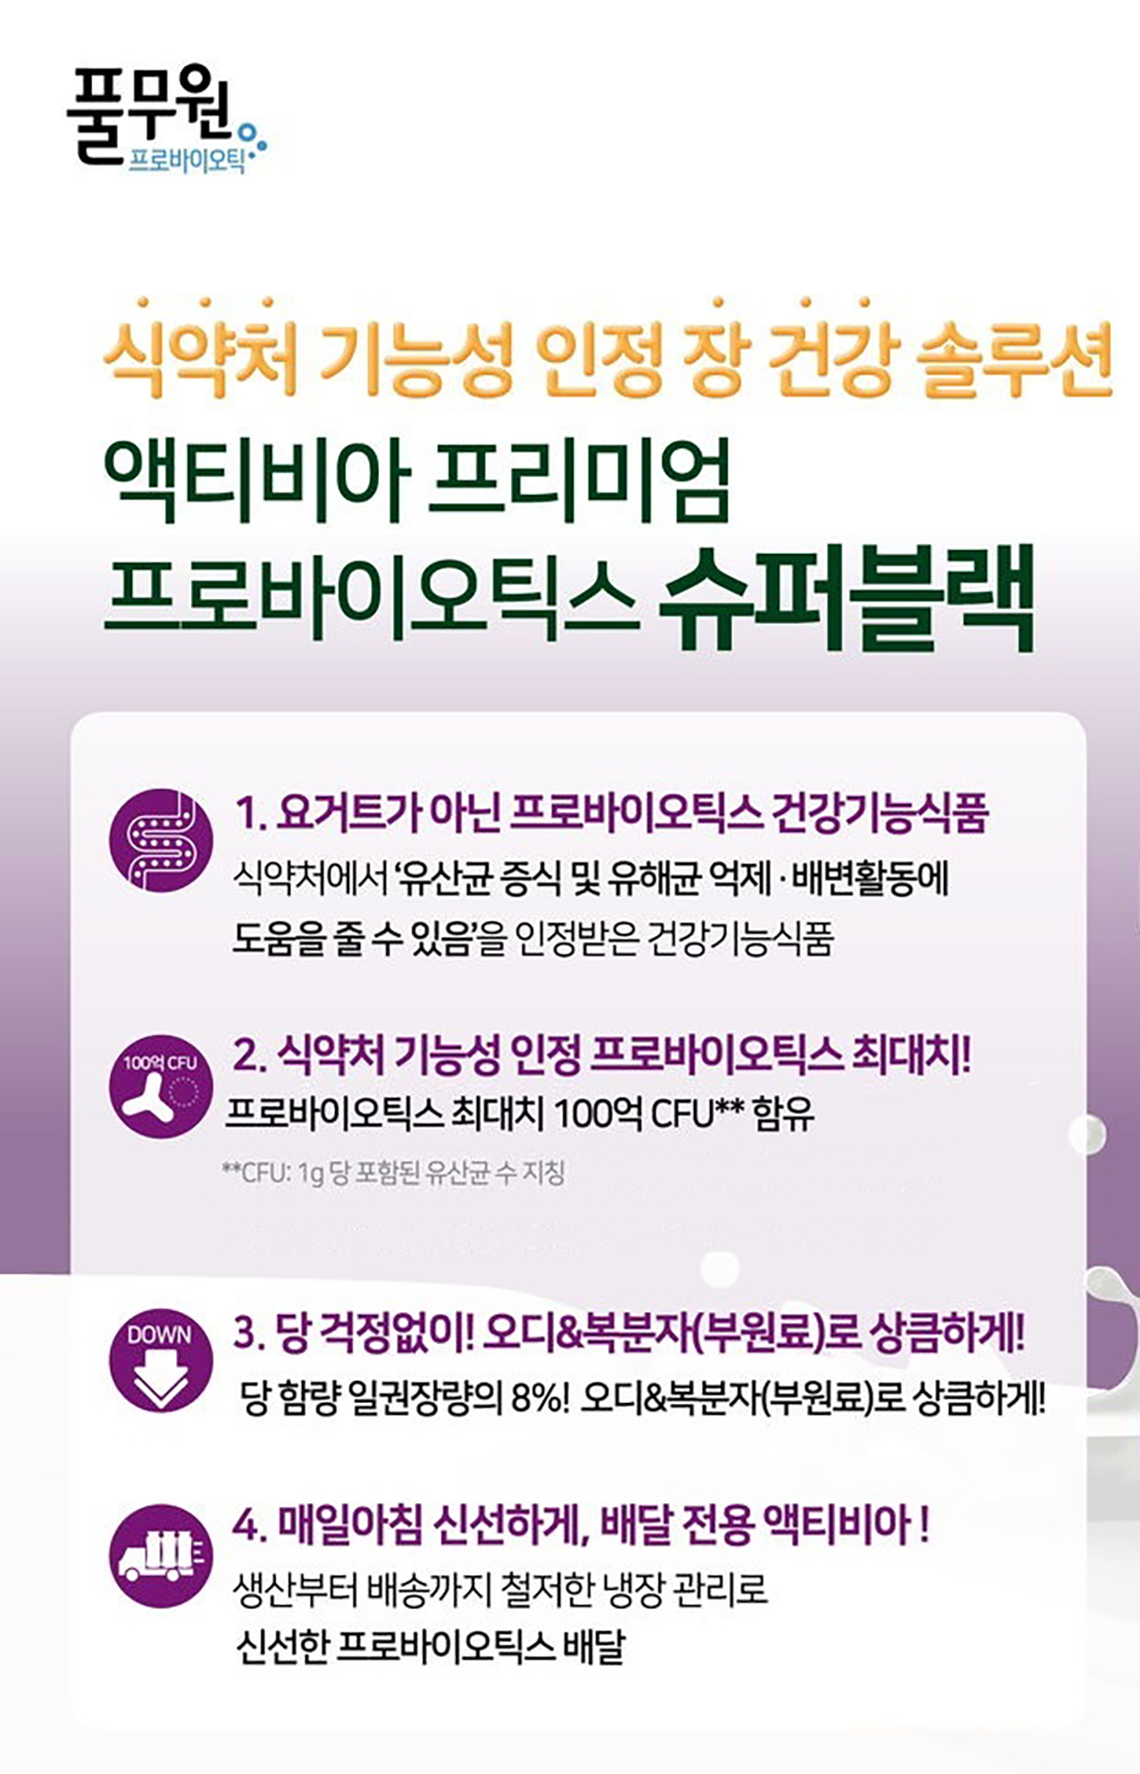 풀무원
프로바이오틱
식약처 기능성 인정 장 건강 솔루션
액티비아 프리미엄
프로바이오틱스 슈퍼블랙
1. 요거트가 아닌 프로바이오틱스 건강기능식품
식약처에서 ‘유산균 증식 및 유해균 억제 · 배변활동에
도움을 줄 수 있음’을 인정받은 건강기능식품
100억 CFU
2. 식약처 기능성 인정 프로바이오틱스 최대치!
프로바이오틱스 최대치 100억 CFU** 함유
**CFU: 1g 당 포함된 유산균 수 지칭
DOWN
3. 당 걱정없이! 오디&복분자(부원료)로 상큼하게!
당 함량 일권장량의 8%! 오디&복분자(부원료)로 상큼하게!
4. 매일아침 신선하게, 배달 전용 액티비아 !
생산부터 배송까지 철저한 냉장 관리로
신선한 프로바이오틱스 배달